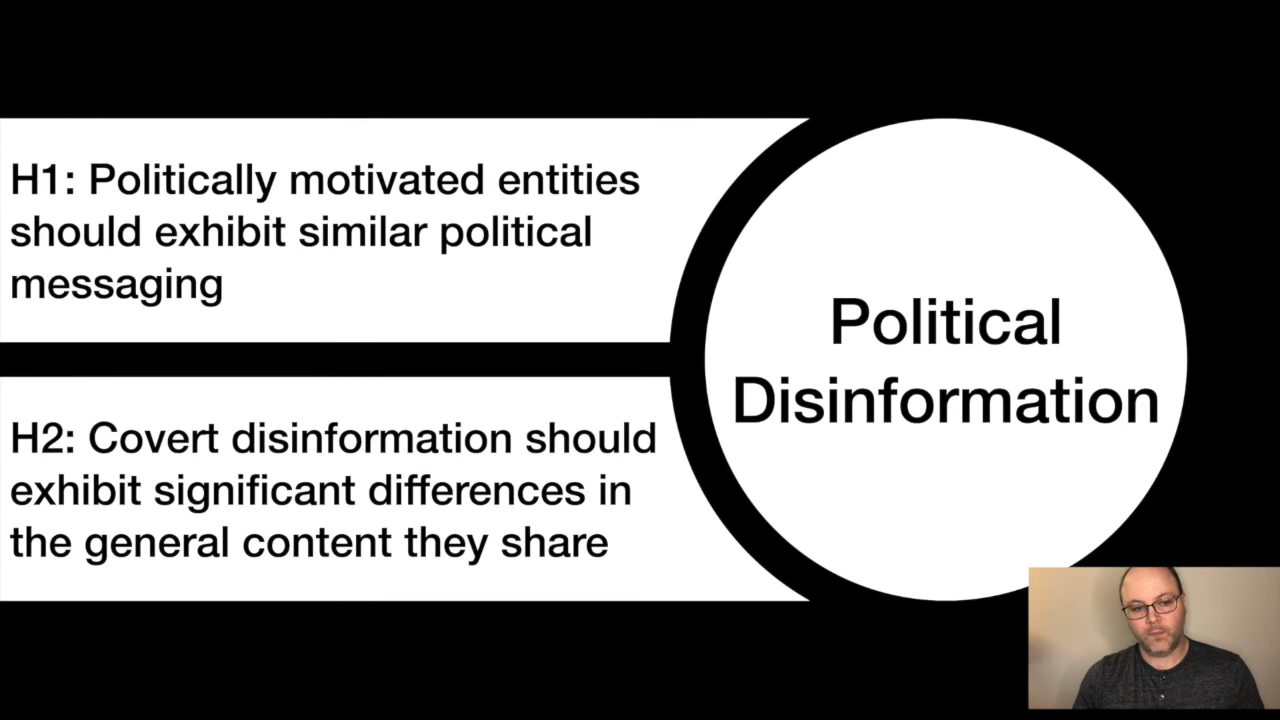 H1: Politically motivated entities
should exhibit similar political
messaging
H2: Covert disinformation should
exhibit significant differences in
the general content they share
Political
Disinformation